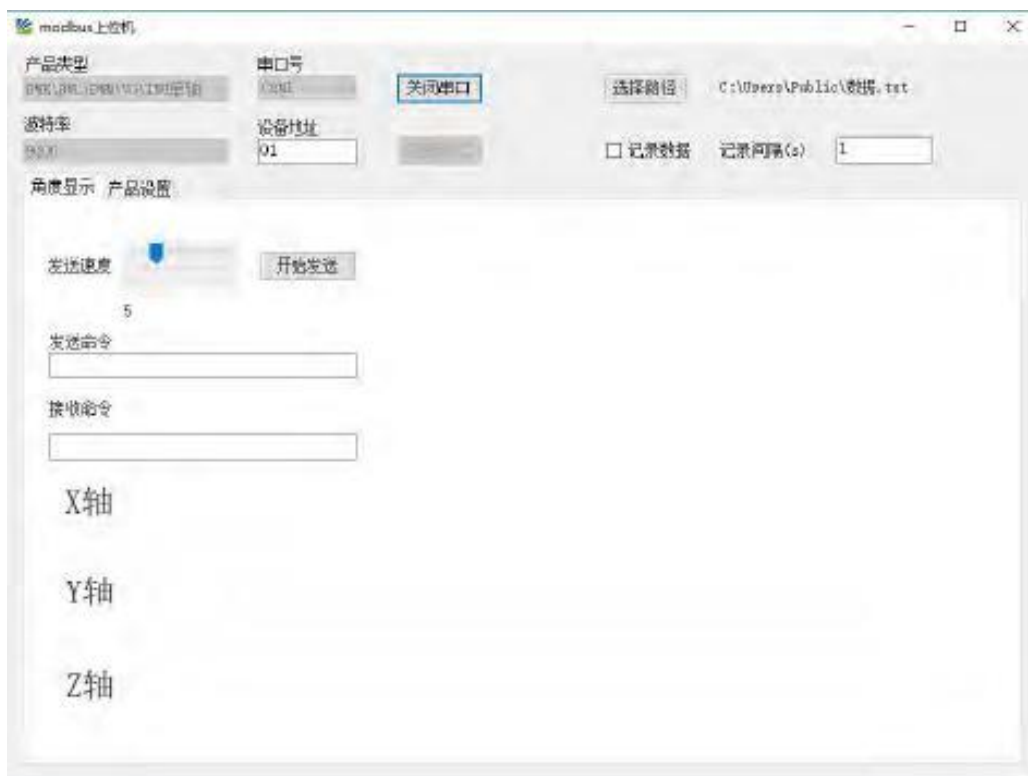 modbus上位机
产品类型
串口号
关闭串口
选择路径
C:\Users\Public\数据.txt
波特率
设备地址
9600
01
记录数据
记录间隔(s)
1
角度显示
产品设置
发送速度
开始发送
5
发送命令
接收命令
X轴
Y轴
Z轴